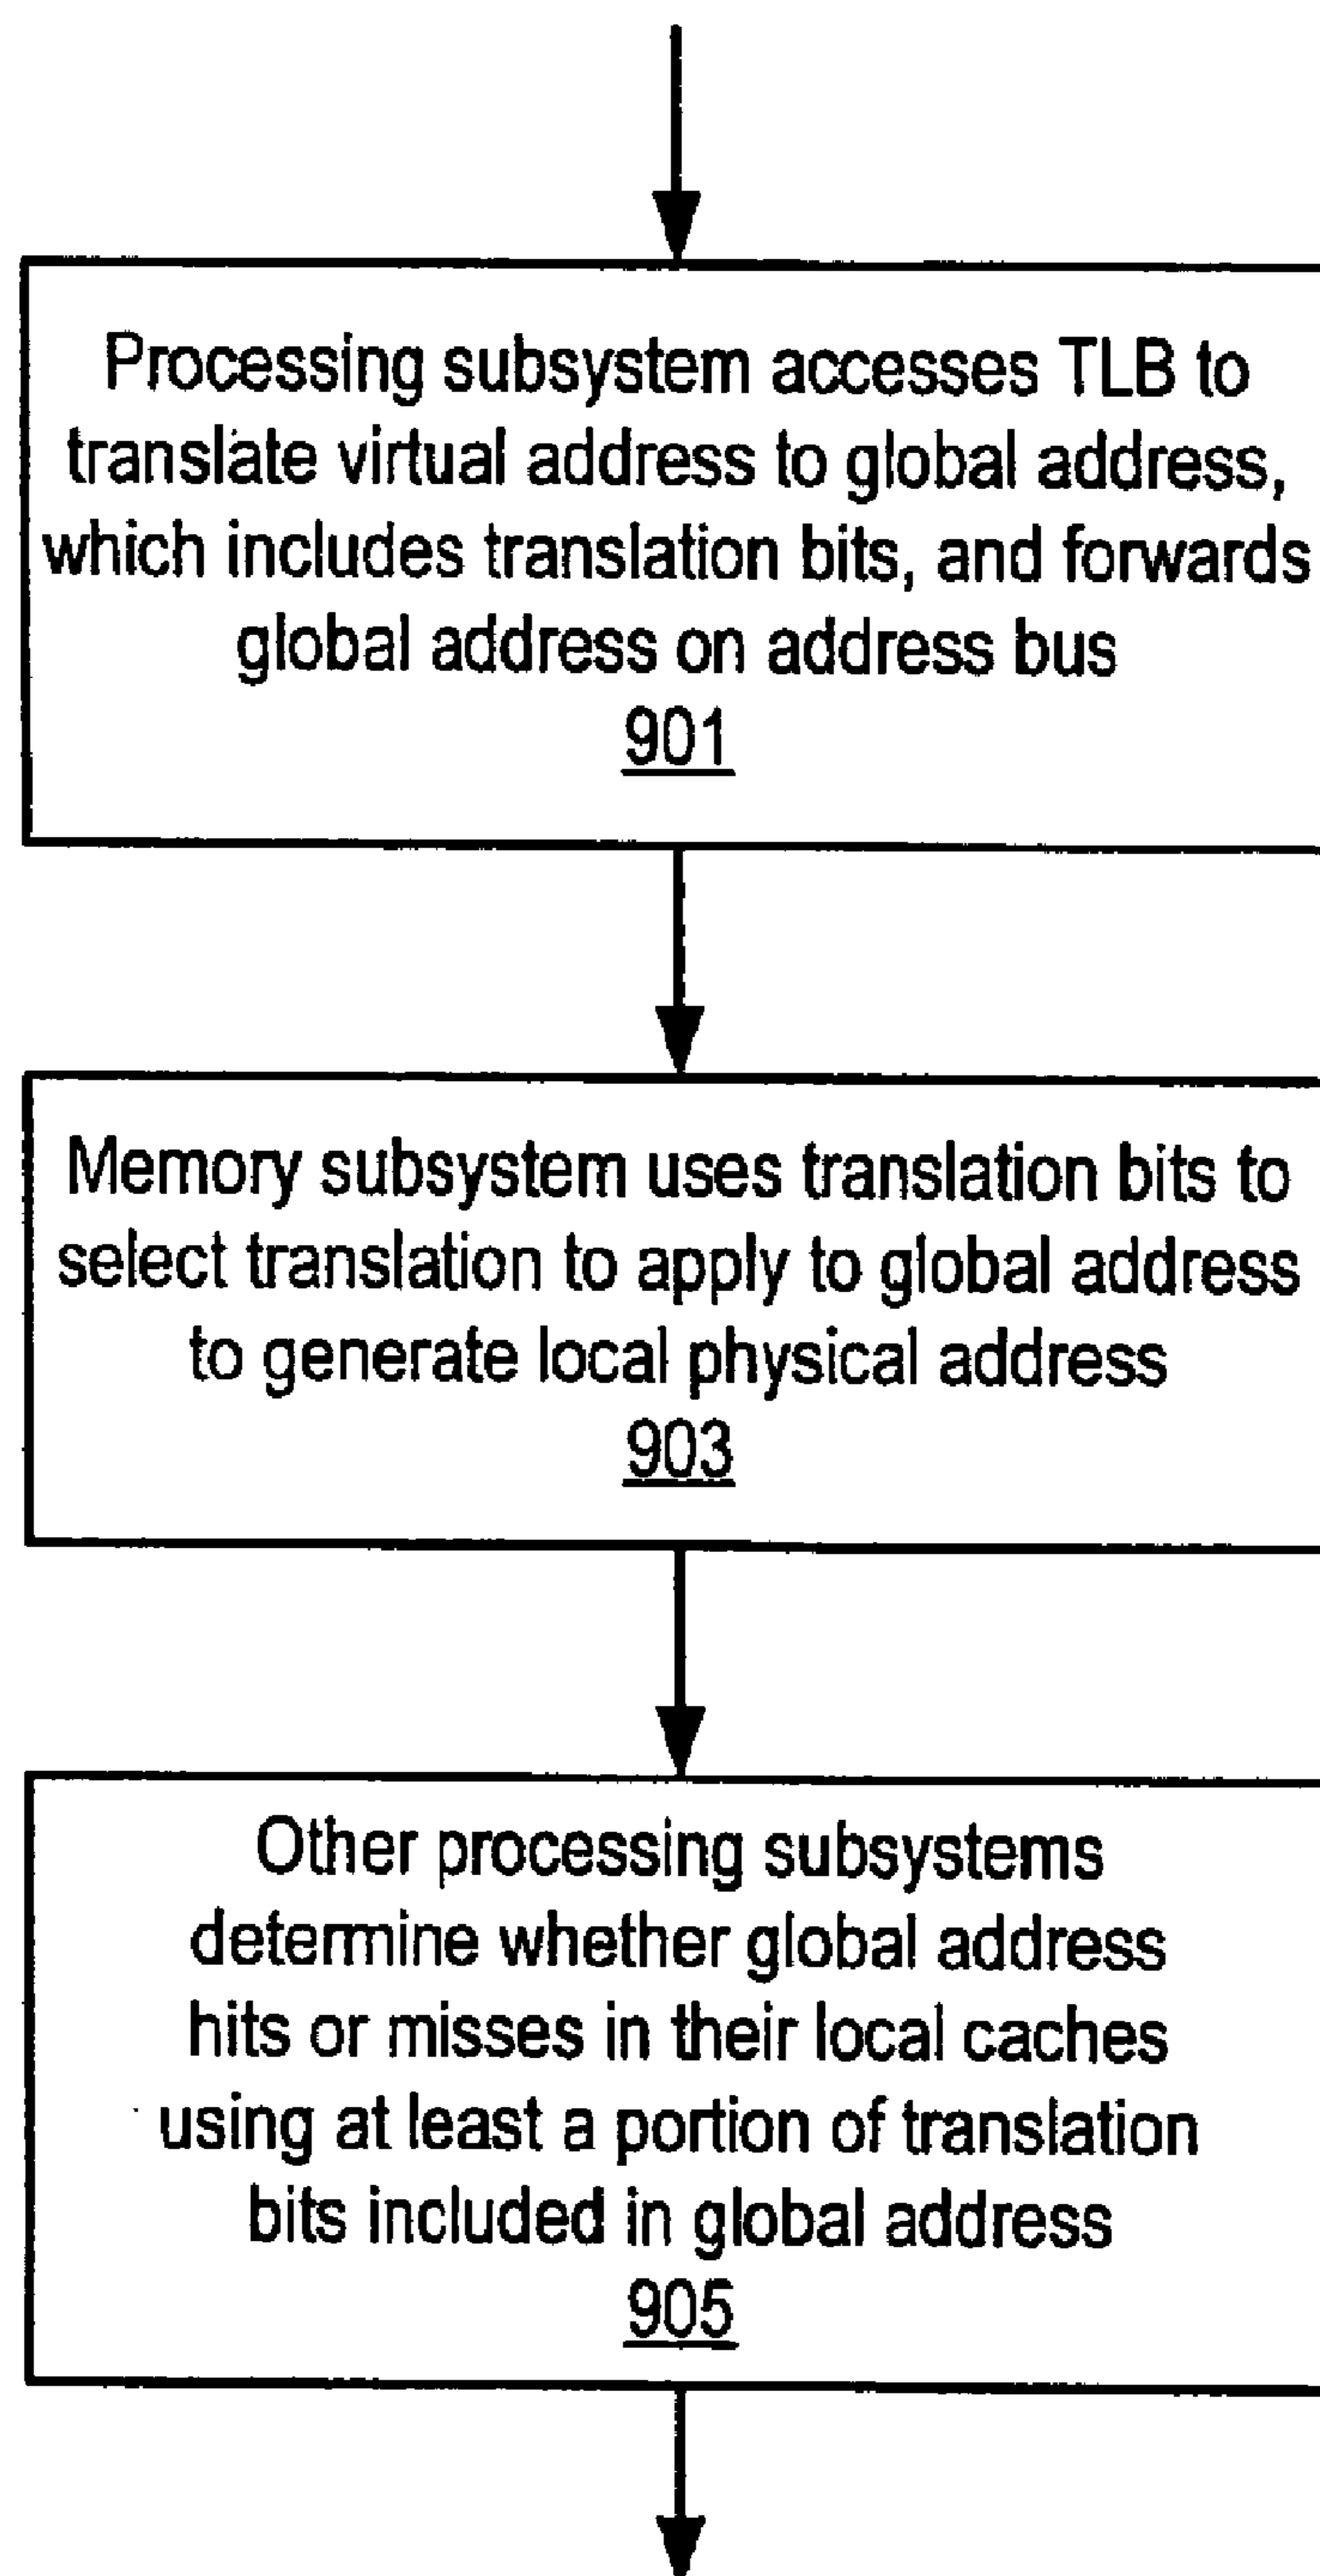 Processing subsystem accesses TLB to
translate virtual address to global address,
which includes translation bits, and forwards
global address on address bus
901
Memory subsystem uses translation bits to
select translation to apply to global address
to generate local physical address
903
Other processing subsystems
determine whether global address
hits or misses in their local caches
using at least a portion of translation
bits included in global address
905